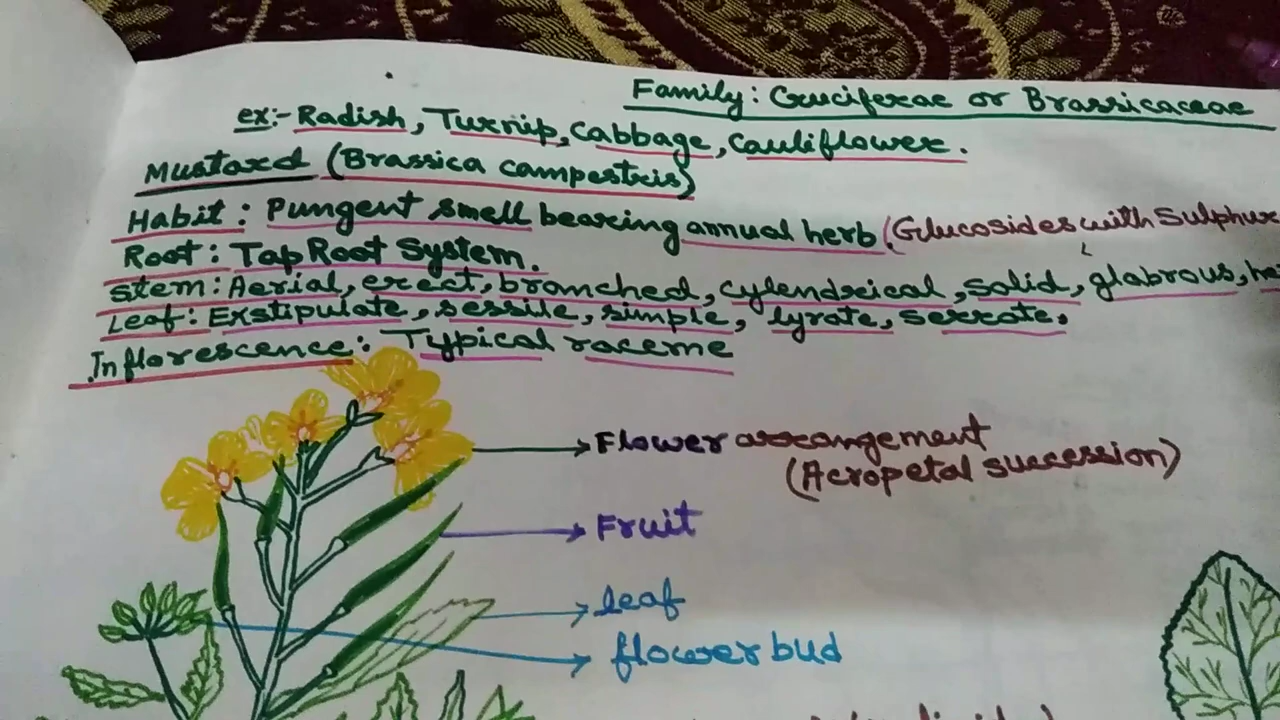 Family: Cruciferae or Brassicaceae
ex:- Radish, Turnip, Cabbage, Cauliflower.
Mustard (Brassica campestris)
Habit: Pungent smell bearing annual herb (Glucosides with Sulphur
Root: Tap Root System.
Stem: Aerial, erect, branched, cylendrical, solid, glabrous, hai
Leaf: Exstipulate, sessile, simple, lyrate, serrate.
Inflorescence: Typical raceme
Flower arrangement
(Acropetal succession)
Fruit
leaf
flower bud